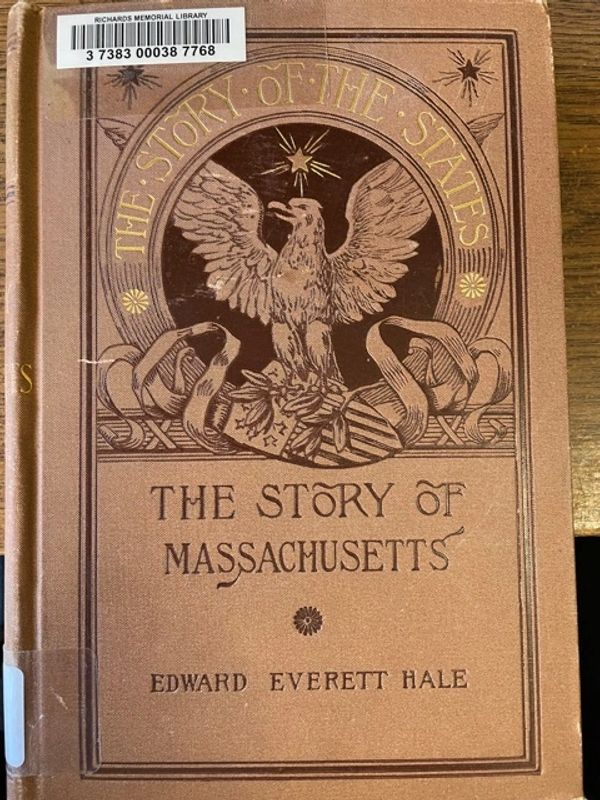 RICHARDS MEMORIAL LIBRARY
3 7383 00038 7768
THE · STORY · OF · THE · STATES
S
THE STORY OF
MASSACHUSETTS
EDWARD EVERETT HALE